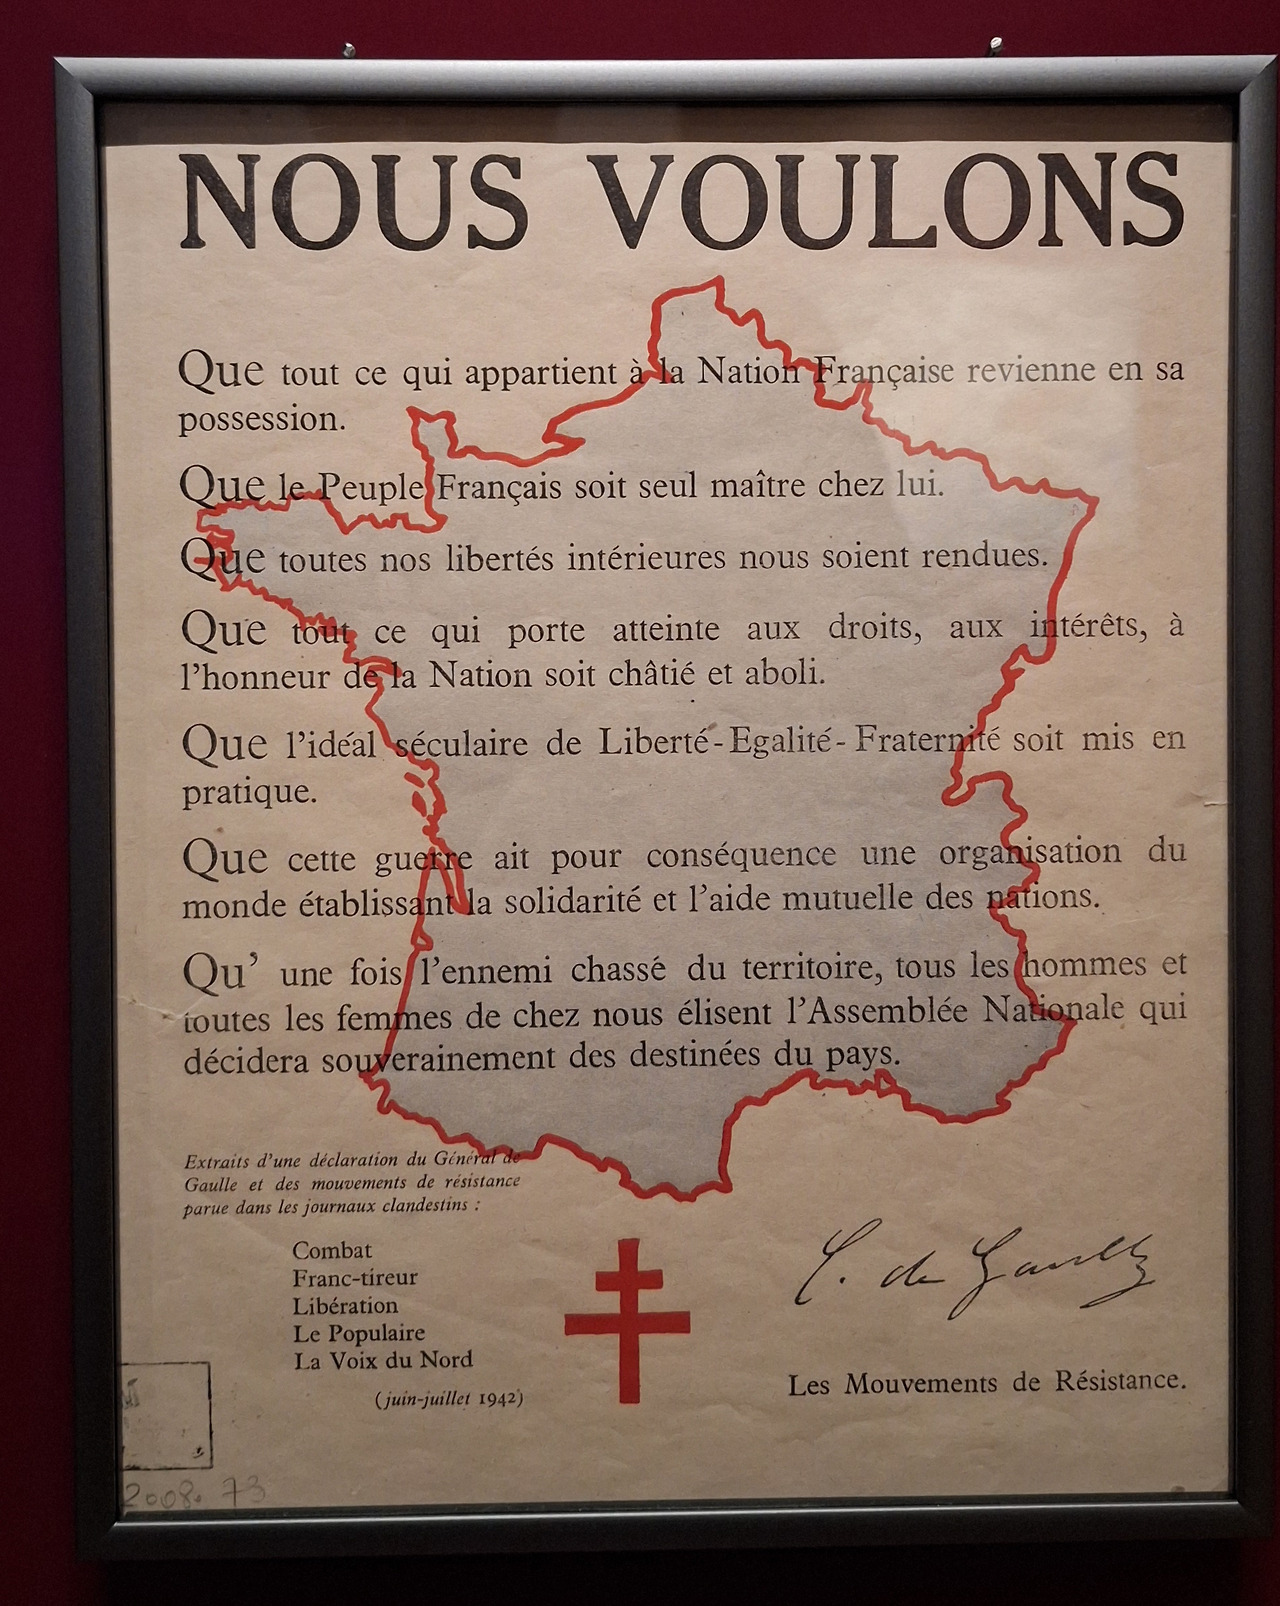 NOUS VOULONS
Que tout ce qui appartient à la Nation Française revienne en sa
possession.
Que le Peuple Français soit seul maître chez lui.
Que toutes nos libertés intérieures nous soient rendues.
Que tout ce qui porte atteinte aux droits, aux intérêts, à
l'honneur de la Nation soit châtié et aboli.
Que l'idéal séculaire de Liberté-Egalité-Fraternité soit mis en
pratique.
Que cette guerre ait pour conséquence une organisation du
monde établissant la solidarité et l'aide mutuelle des nations.
Qu' une fois l'ennemi chassé du territoire, tous les hommes et
toutes les femmes de chez nous élisent l'Assemblée Nationale qui
décidera souverainement des destinées du pays.
Extraits d'une déclaration du Général de
Gaulle et des mouvements de résistance
parue dans les journaux clandestins :
Combat
Franc-tireur
Libération
Le Populaire
La Voix du Nord
(juin-juillet 1942)
C. de Gaulle
Les Mouvements de Résistance.
2008. 73